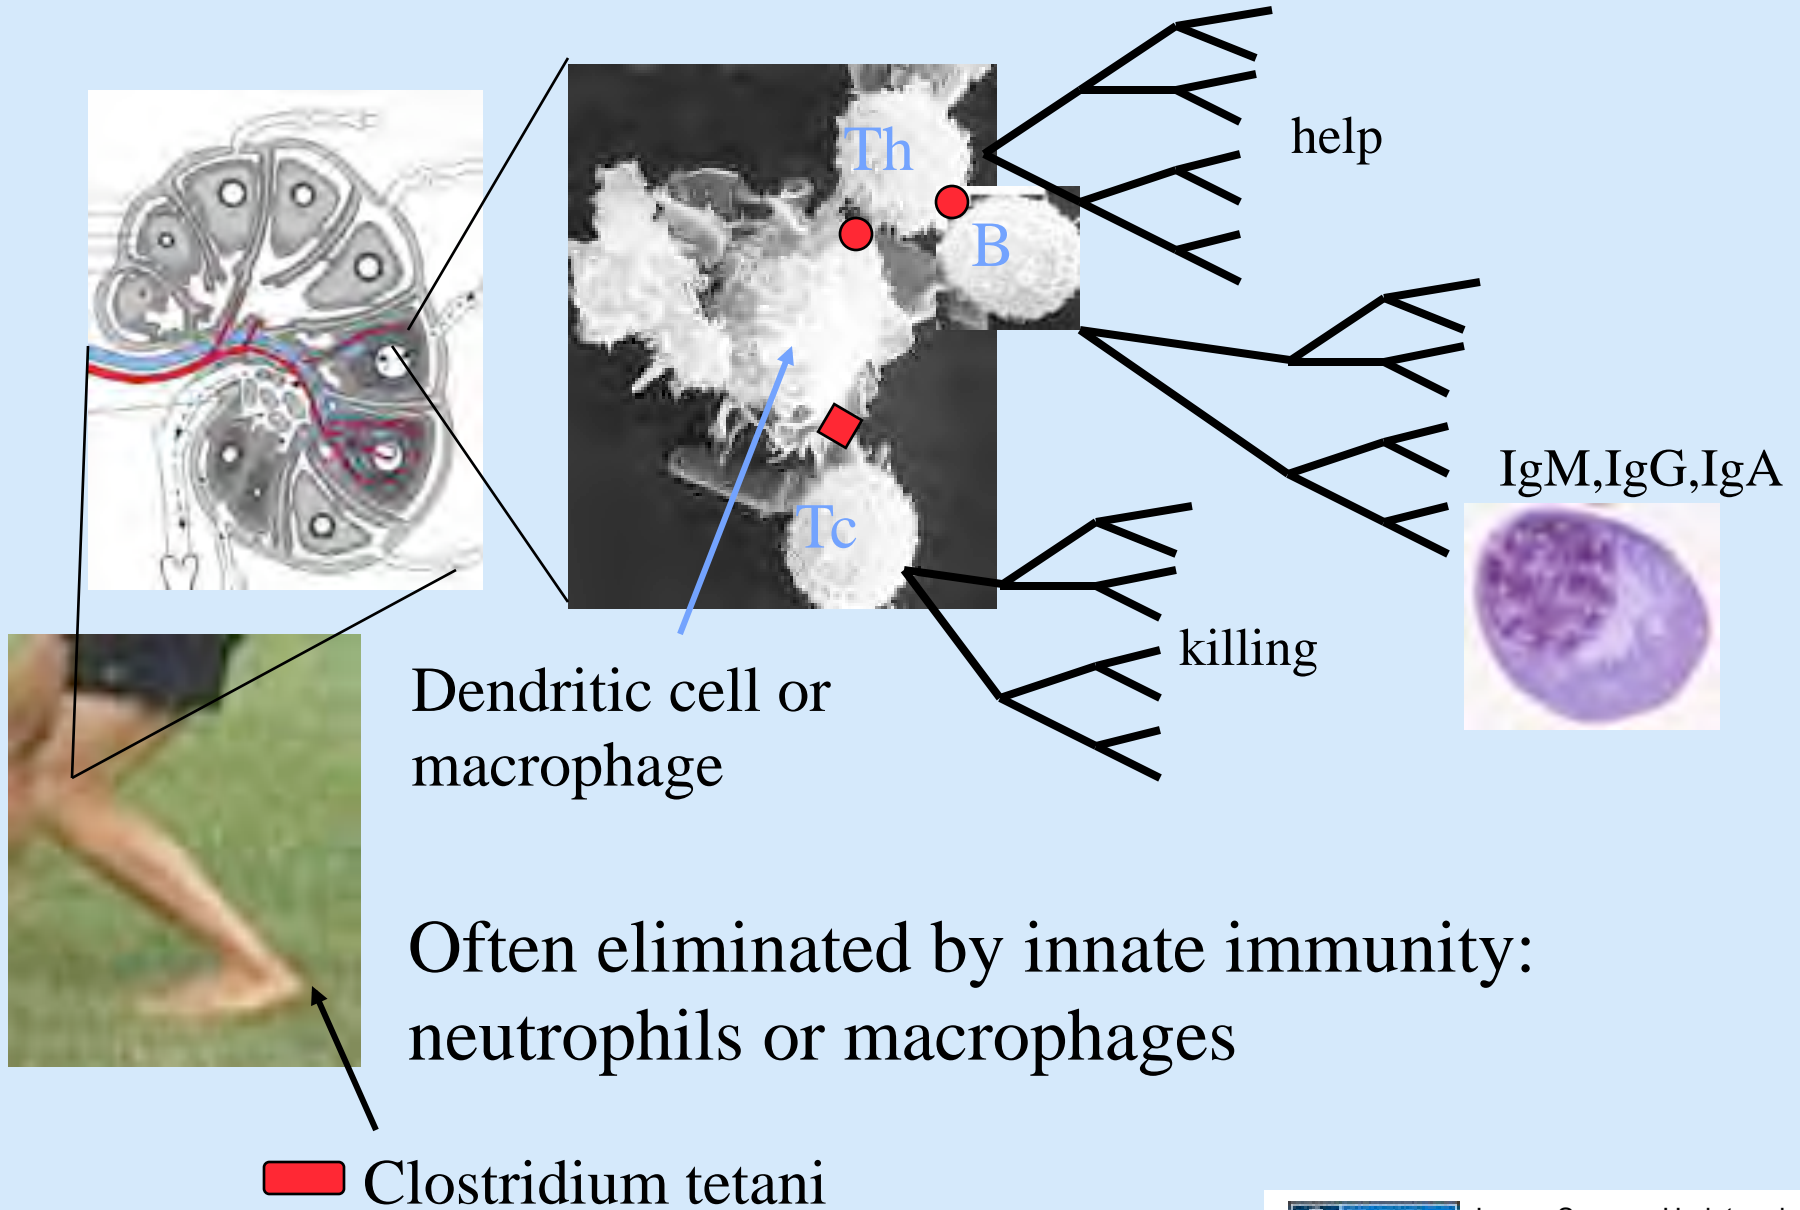 Th
help
B
IgM,IgG,IgA
Tc
killing
Dendritic cell or
macrophage
Often eliminated by innate immunity:
neutrophils or macrophages
Clostridium tetani